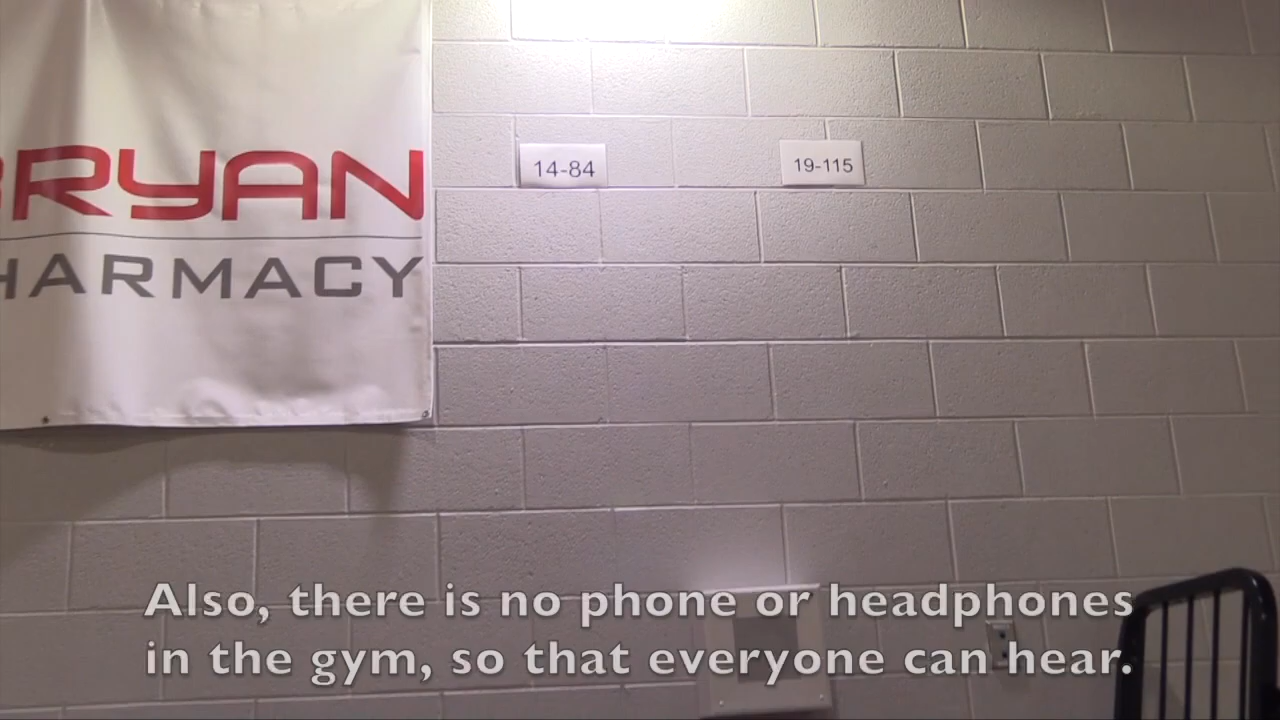 RYAN
HARMACY
14-84
19-115
Also, there is no phone or headphones
in the gym, so that everyone can hear.